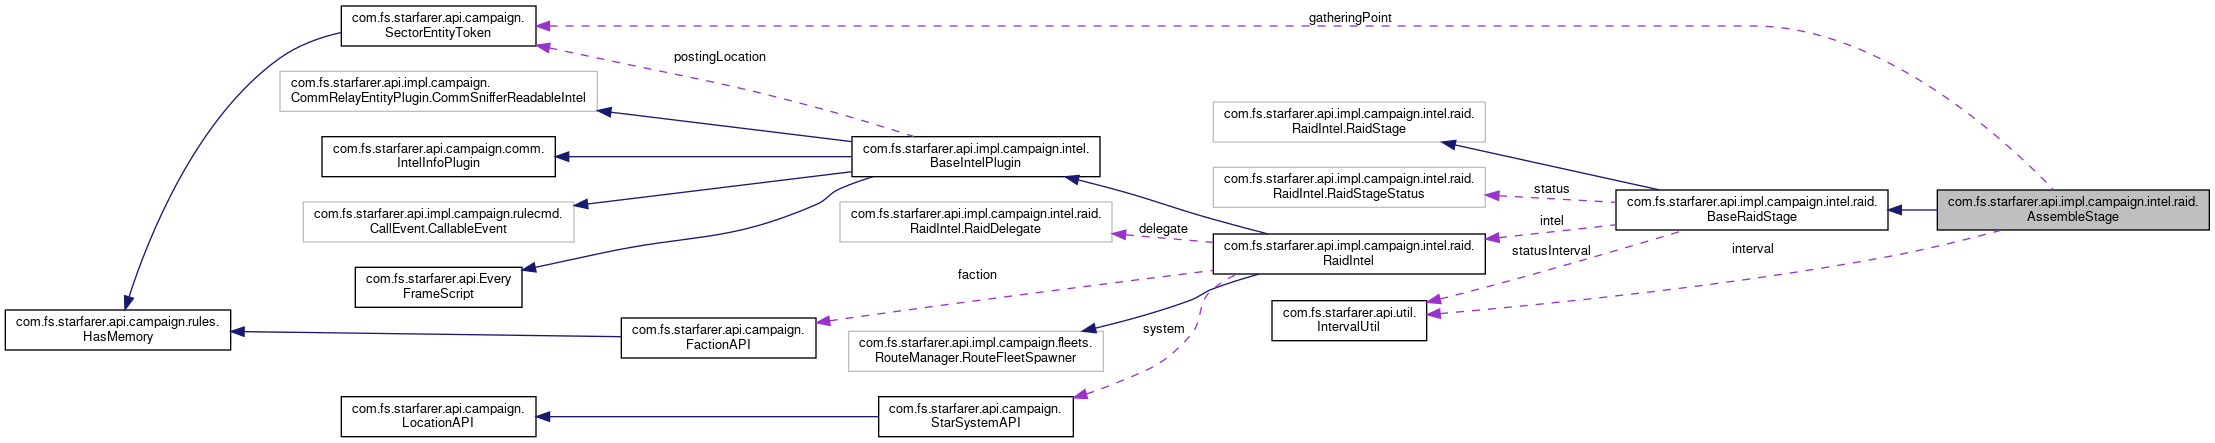 com.fs.starfarer.api.campaign.
SectorEntityToken
gatheringPoint
postingLocation
com.fs.starfarer.api.impl.campaign.
CommRelayEntityPlugin.CommSnifferReadableIntel
com.fs.starfarer.api.impl.campaign.intel.raid.
RaidIntel.RaidStage
com.fs.starfarer.api.campaign.comm.
IntelInfoPlugin
com.fs.starfarer.api.impl.campaign.intel.
BaseIntelPlugin
com.fs.starfarer.api.impl.campaign.intel.raid.
RaidIntel.RaidStageStatus
status
com.fs.starfarer.api.impl.campaign.intel.raid.
BaseRaidStage
com.fs.starfarer.api.impl.campaign.intel.raid.
AssembleStage
com.fs.starfarer.api.impl.campaign.rulecmd.
CallEvent.CallableEvent
com.fs.starfarer.api.impl.campaign.intel.raid.
RaidIntel.RaidDelegate
delegate
com.fs.starfarer.api.impl.campaign.intel.raid.
RaidIntel
intel
statusInterval
interval
com.fs.starfarer.api.Every
FrameScript
faction
com.fs.starfarer.api.campaign.rules.
HasMemory
com.fs.starfarer.api.campaign.
FactionAPI
com.fs.starfarer.api.impl.campaign.fleets.
RouteManager.RouteFleetSpawner
system
com.fs.starfarer.api.util.
IntervalUtil
com.fs.starfarer.api.campaign.
LocationAPI
com.fs.starfarer.api.campaign.
StarSystemAPI